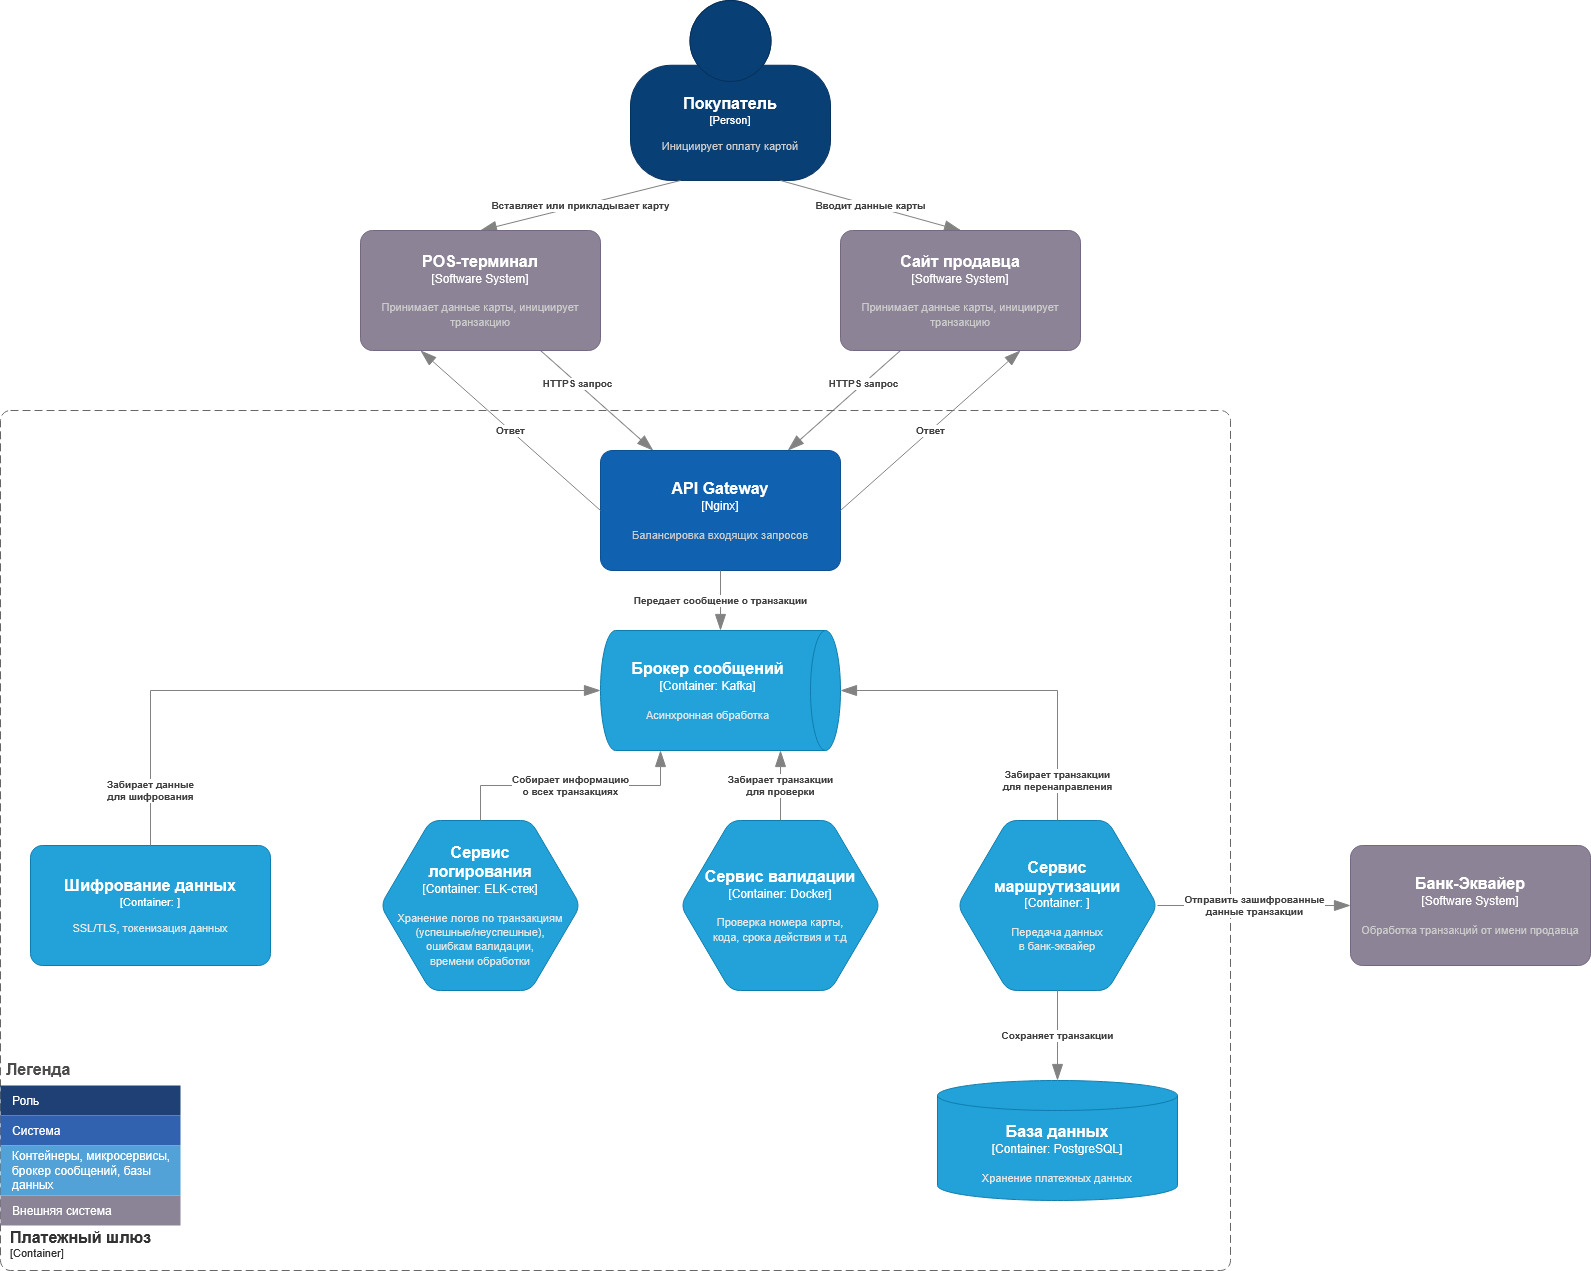 Покупатель
[Person]
Инициирует оплату картой
Вставляет или прикладывает карту
Вводит данные карты
POS-терминал
[Software System]
Принимает данные карты, инициирует
транзакцию
Сайт продавца
[Software System]
Принимает данные карты, инициирует
транзакцию
HTTPS запрос
HTTPS запрос
Ответ
Ответ
API Gateway
[Nginx]
Балансировка входящих запросов
Передает сообщение о транзакции
Брокер сообщений
[Container: Kafka]
Асинхронная обработка
Забирает данные
для шифрования
Собирает информацию
о всех транзакциях
Забирает транзакции
для проверки
Забирает транзакции
для перенаправления
Шифрование данных
[Container: ]
SSL/TLS, токенизация данных
Сервис
логирования
[Container: ELK-стек]
Хранение логов по транзакциям
(успешные/неуспешные),
ошибкам валидации,
времени обработки
Сервис валидации
[Container: Docker]
Проверка номера карты,
кода, срока действия и т.д
Сервис
маршрутизации
[Container: ]
Передача данных
в банк-эквайер
Отправить зашифрованные
данные транзакции
Банк-Эквайер
[Software System]
Обработка транзакций от имени продавца
Сохраняет транзакции
База данных
[Container: PostgreSQL]
Хранение платежных данных
Легенда
Роль
Система
Контейнеры, микросервисы,
брокер сообщений, базы
данных
Внешняя система
Платежный шлюз
[Container]